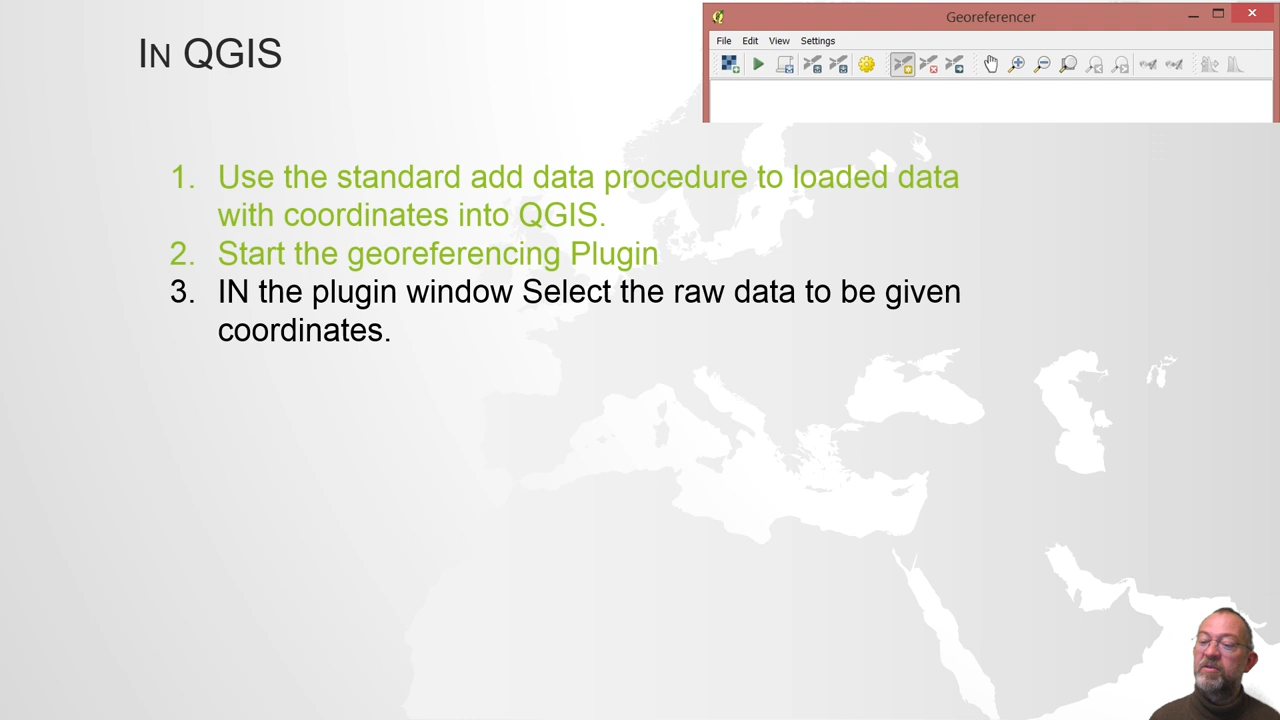 IN QGIS
Georeferencer
File Edit View Settings
1. Use the standard add data procedure to loaded data
with coordinates into QGIS.
2. Start the georeferencing Plugin
3. IN the plugin window Select the raw data to be given
coordinates.